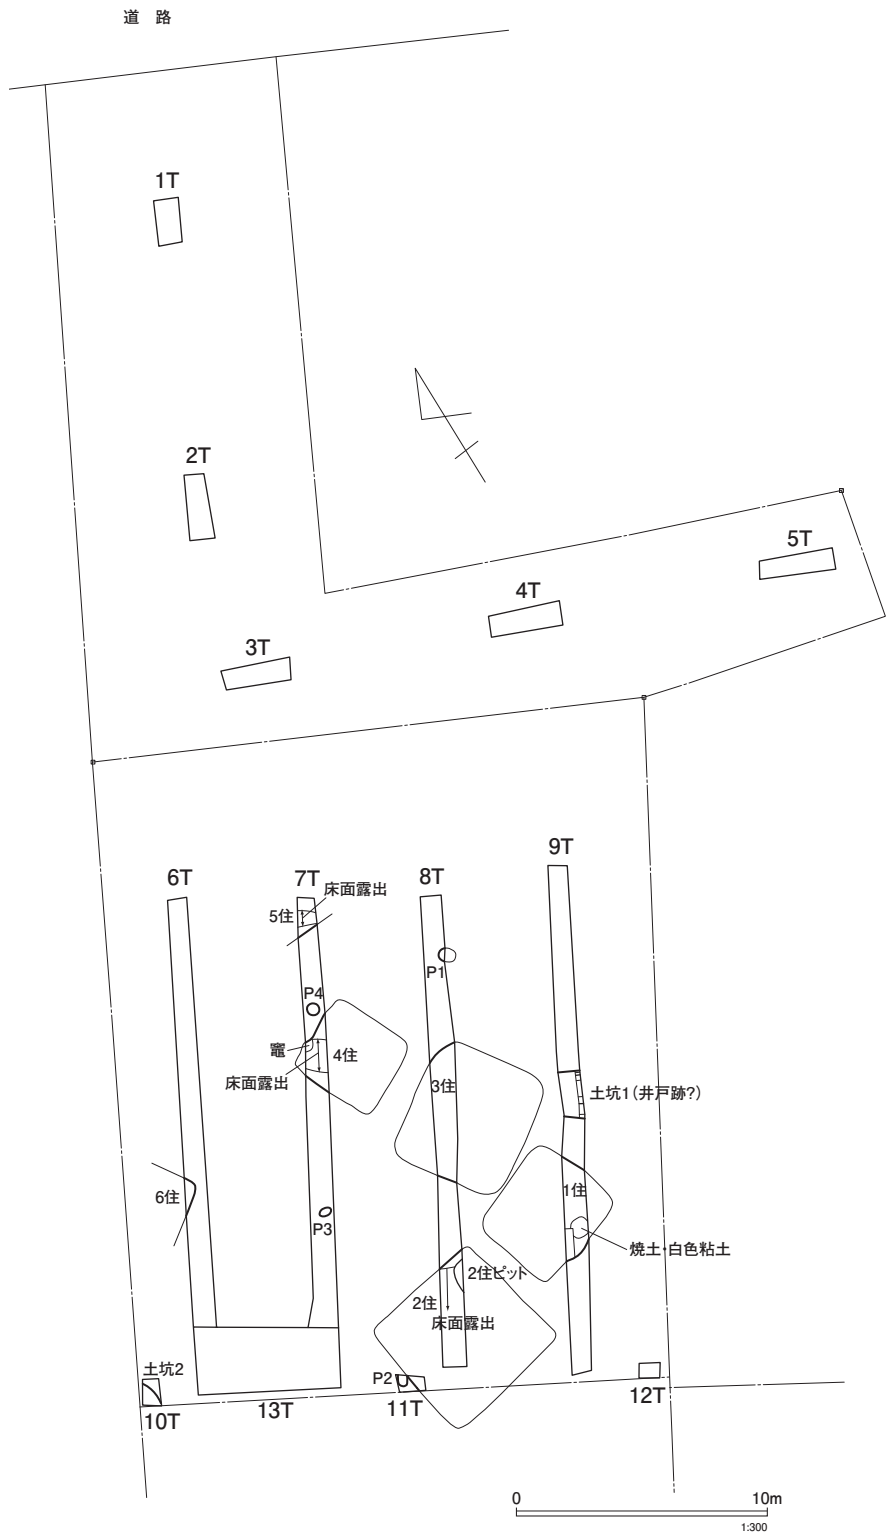 道 路
1T
2T
5T
4T
3T
9T
6T
7T
8T
床面露出
5住
P1
P4
竈
4住
床面露出
3住
土坑1(井戸跡?)
6住
1住
P3
焼土・白色粘土
2住ピット
2住
床面露出
土坑2
P2
10T
13T
11T
12T
0 10m
1:300